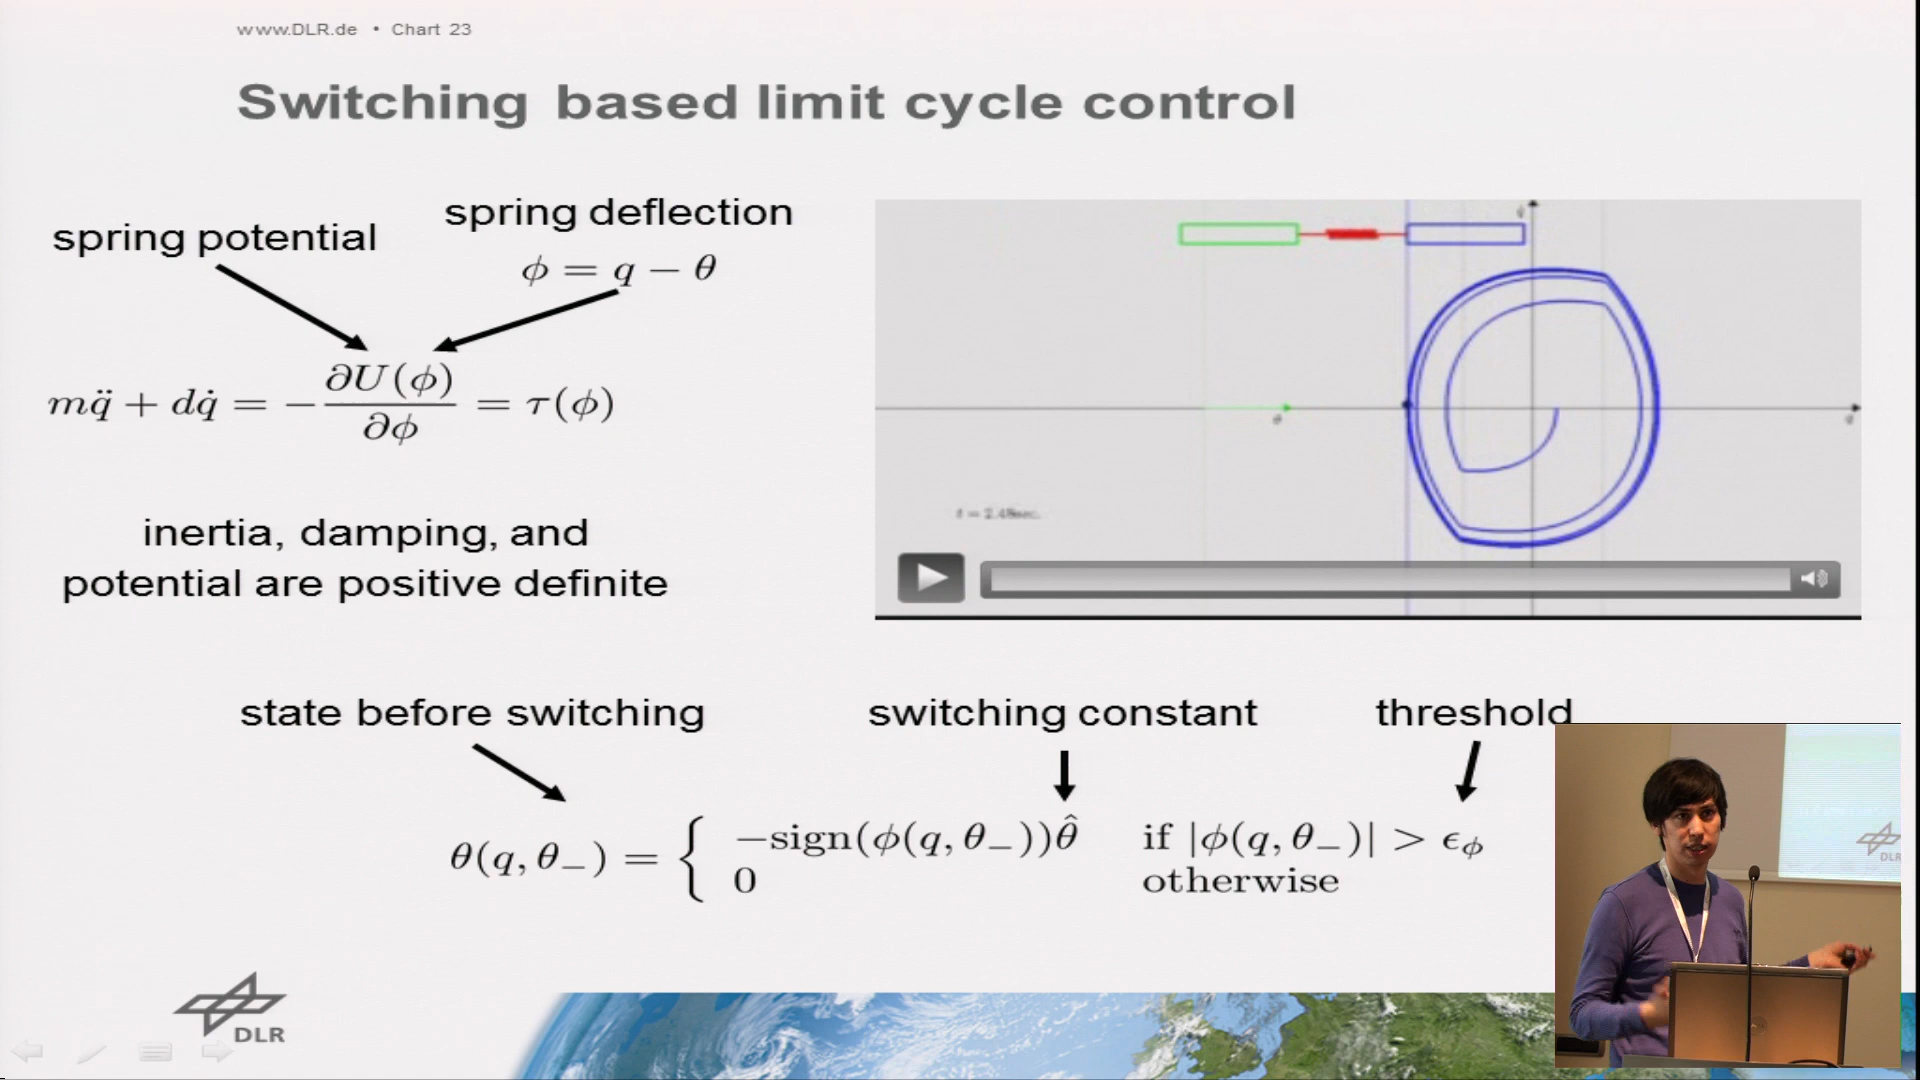 www.DLR.de • Chart 23
Switching based limit cycle control
spring potential
spring deflection
ϕ = q − θ
mq̈ + dq̇ = − ∂U(ϕ)/∂ϕ = τ(ϕ)
inertia, damping, and
potential are positive definite
t = 2.48sec.
state before switching
switching constant
threshold
θ(q, θ₋) = { −sign(ϕ(q, θ₋))θ̂ if |ϕ(q, θ₋)| > ϵ_ϕ
0 otherwise
DLR
DLR